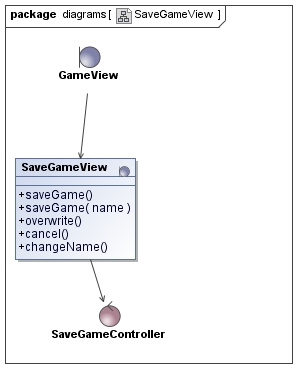 package diagrams[ SaveGameView ]
GameView
SaveGameView
+saveGame()
+saveGame( name )
+overwrite()
+cancel()
+changeName()
SaveGameController